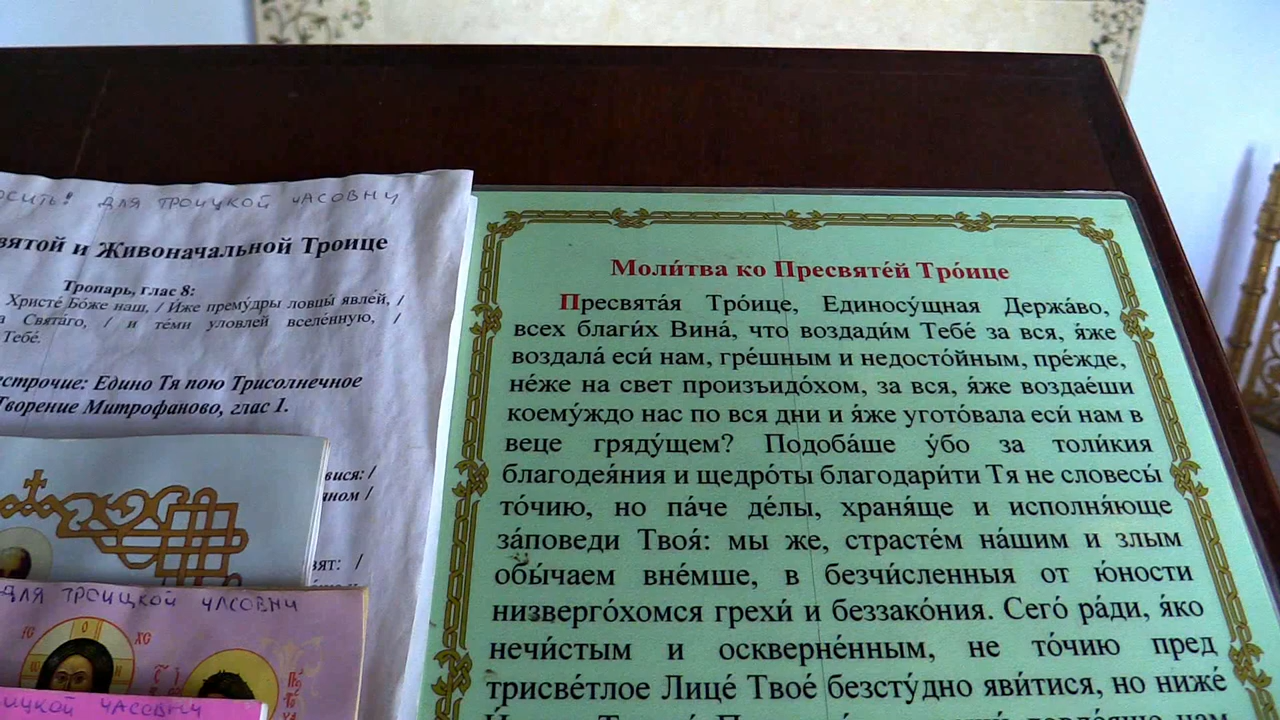 осить! ДЛЯ ТРОИЦКОЙ ЧАСОВНИ
вятой и Живоначальной Троице
Тропарь, глас 8:
Христе́ Бо́же наш, / И́же прему́дры ловцы́ явле́й, /
Свята́го, / и те́ми уловле́й вселе́нную, /
Тебе́.
естрочие: Едино Тя пою Трисолнечное
Творение Митрофаново, глас 1.
вися: /
аном /
вят: /
ДЛЯ ТРОИЦКОЙ ЧАСОВНИ
IC О ХС
ОИЦКОЙ ЧАСОВНИ
Моли́тва ко Пресвяте́й Тро́ице
Пресвята́я Тро́ице, Единосу́щная Держа́во,
всех благи́х Вина́, что воздади́м Тебе́ за вся, я́же
воздала́ еси́ нам, гре́шным и недосто́йным, пре́жде,
не́же на свет произъидо́хом, за вся, я́же воздае́ши
коему́ждо нас по вся дни и я́же угото́вала еси́ нам в
веце гряду́щем? Подоба́ше у́бо за толи́кия
благодея́ния и щедро́ты благодари́ти Тя не словесы́
то́чию, но па́че де́лы, храня́ще и исполня́юще
за́поведи Твоя́: мы же, страсте́м на́шим и злым
обы́чаем вне́мше, в безчи́сленныя от ю́ности
низверго́хомся грехи́ и беззако́ния. Сего́ ра́ди, я́ко
нечи́стым и оскверне́нным, не то́чию пред
трисве́тлое Лице́ Твое́ безсту́дно яви́тися, но ниже́